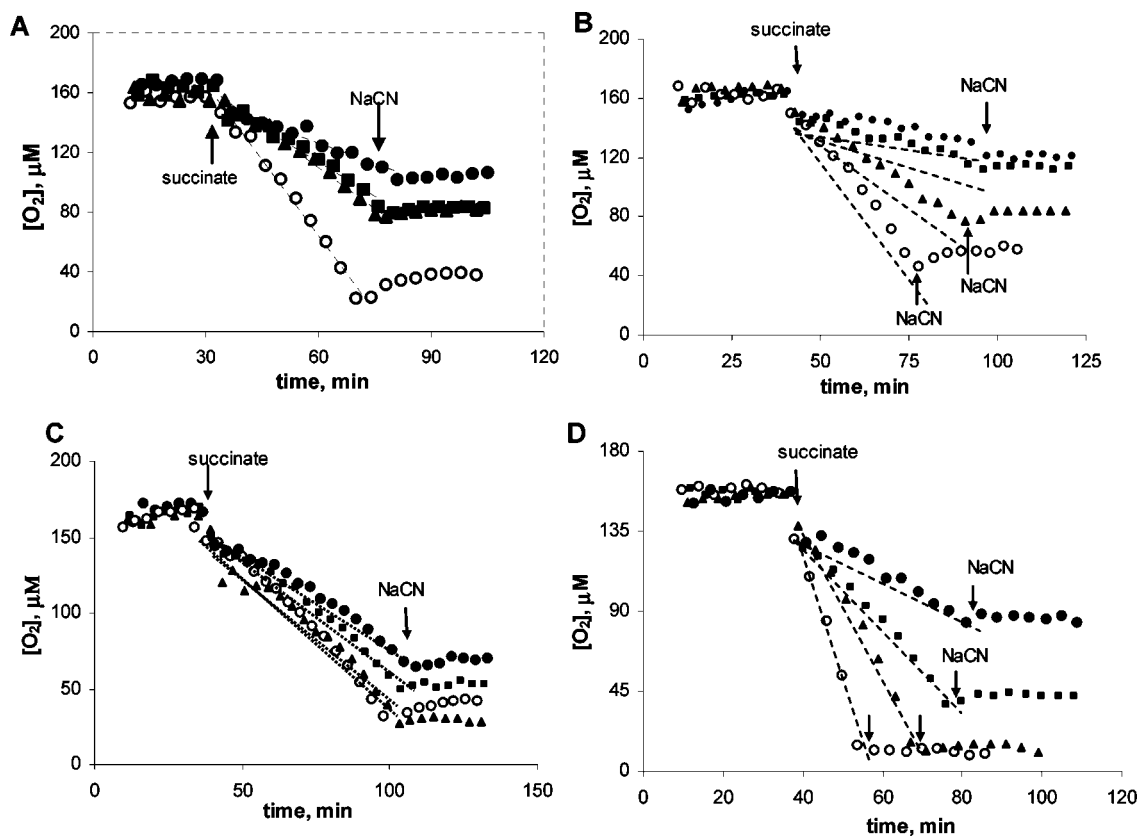 A
200
160
120
80
40
0
[O₂], µM
succinate
NaCN
0 30 60 90 120
time, min
B
succinate
200
160
120
80
40
0
[O₂], µM
NaCN
NaCN
NaCN
0 25 50 75 100 125
time, min
C
succinate
200
150
100
50
0
[O₂], µM
NaCN
0 50 100 150
time, min
D
succinate
180
135
90
45
0
[O₂], µM
NaCN
NaCN
0 20 40 60 80 100 120
time, min